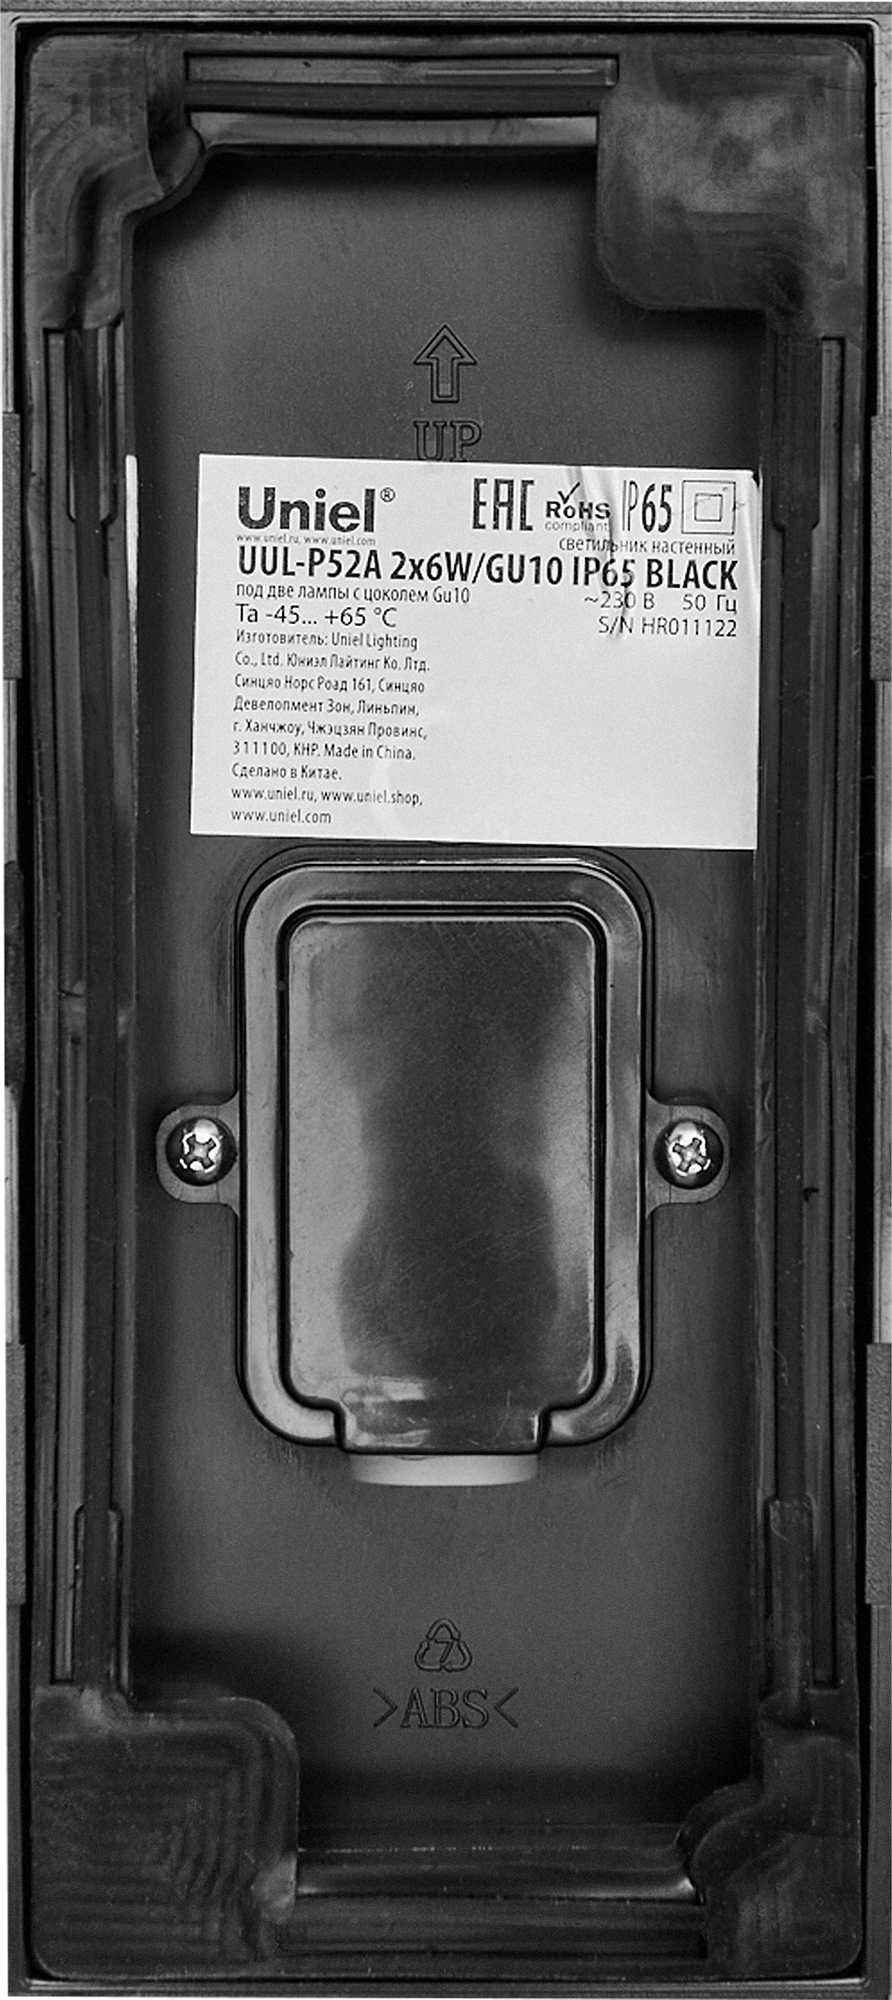 UP
Uniel®
EAC
RoHS
compliant
IP65
www.uniel.ru, www.uniel.com
светильник настенный
UUL-P52A 2x6W/GU10 IP65 BLACK
под две лампы с цоколем Gu10
~230 В 50 Гц
Ta -45... +65 °C
S/N HR011122
Изготовитель: Uniel Lighting
Co., Ltd. Юниэл Лайтинг Ко. Лтд.
Синцяо Норс Роад 161, Синцяо
Девелопмент Зон, Линьпин,
г. Ханчжоу, Чжэцзян Провинс,
311100, КНР. Made in China.
Сделано в Китае.
www.uniel.ru, www.uniel.shop,
www.uniel.com
7
>ABS<